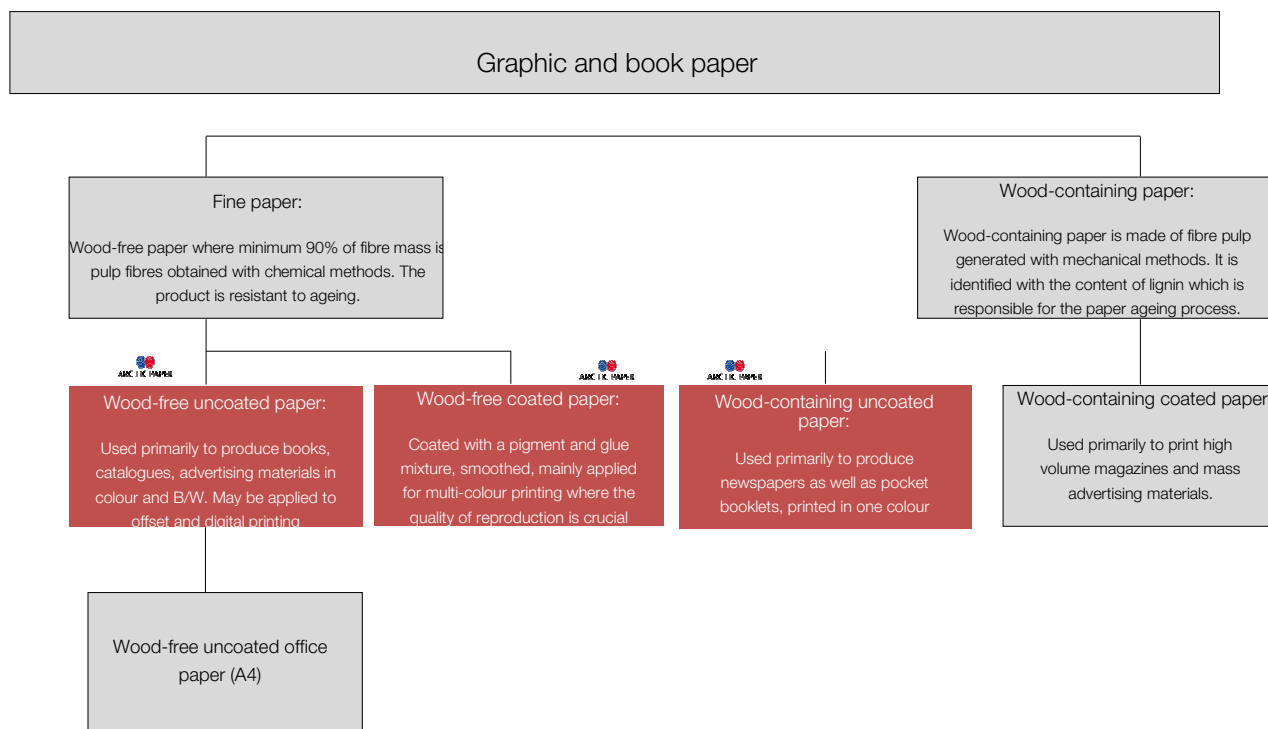 Graphic and book paper
Fine paper:
Wood-free paper where minimum 90% of fibre mass is
pulp fibres obtained with chemical methods. The
product is resistant to ageing.
Wood-containing paper:
Wood-containing paper is made of fibre pulp
generated with mechanical methods. It is
identified with the content of lignin which is
responsible for the paper ageing process.
ARCTIC PAPER
ARCTIC PAPER
ARCTIC PAPER
Wood-free uncoated paper:
Used primarily to produce books,
catalogues, advertising materials in
colour and B/W. May be applied to
offset and digital printing
Wood-free coated paper:
Coated with a pigment and glue
mixture, smoothed, mainly applied
for multi-colour printing where the
quality of reproduction is crucial
Wood-containing uncoated
paper:
Used primarily to produce
newspapers as well as pocket
booklets, printed in one colour
Wood-containing coated paper
Used primarily to print high
volume magazines and mass
advertising materials.
Wood-free uncoated office
paper (A4)